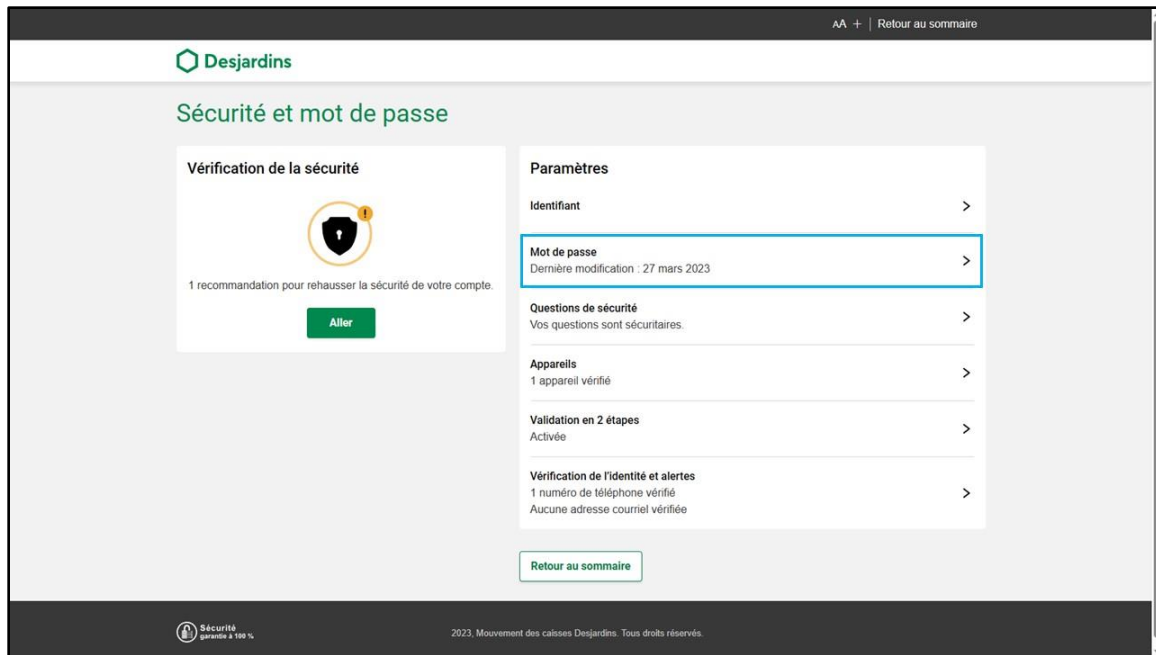 AA + | Retour au sommaire
Desjardins
Sécurité et mot de passe
Vérification de la sécurité
!
1 recommandation pour rehausser la sécurité de votre compte.
Aller
Paramètres
Identifiant
Mot de passe
Dernière modification : 27 mars 2023
Questions de sécurité
Vos questions sont sécuritaires.
Appareils
1 appareil vérifié
Validation en 2 étapes
Activée
Vérification de l'identité et alertes
1 numéro de téléphone vérifié
Aucune adresse courriel vérifiée
Retour au sommaire
Sécurité
garantie à 100 %
2023, Mouvement des caisses Desjardins. Tous droits réservés.